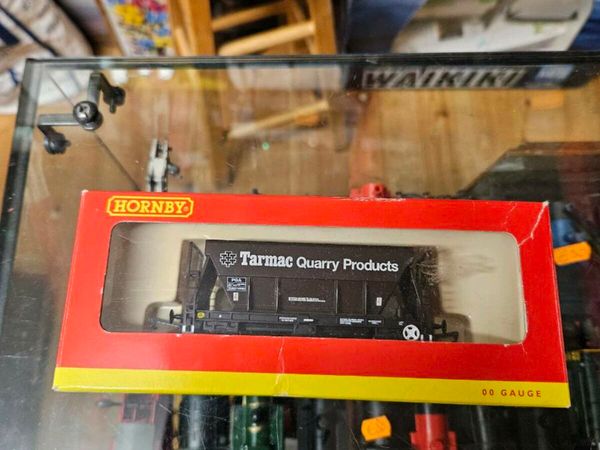 WAIKIKI
HORNBY
Tarmac Quarry Products
PGA
00 GAUGE